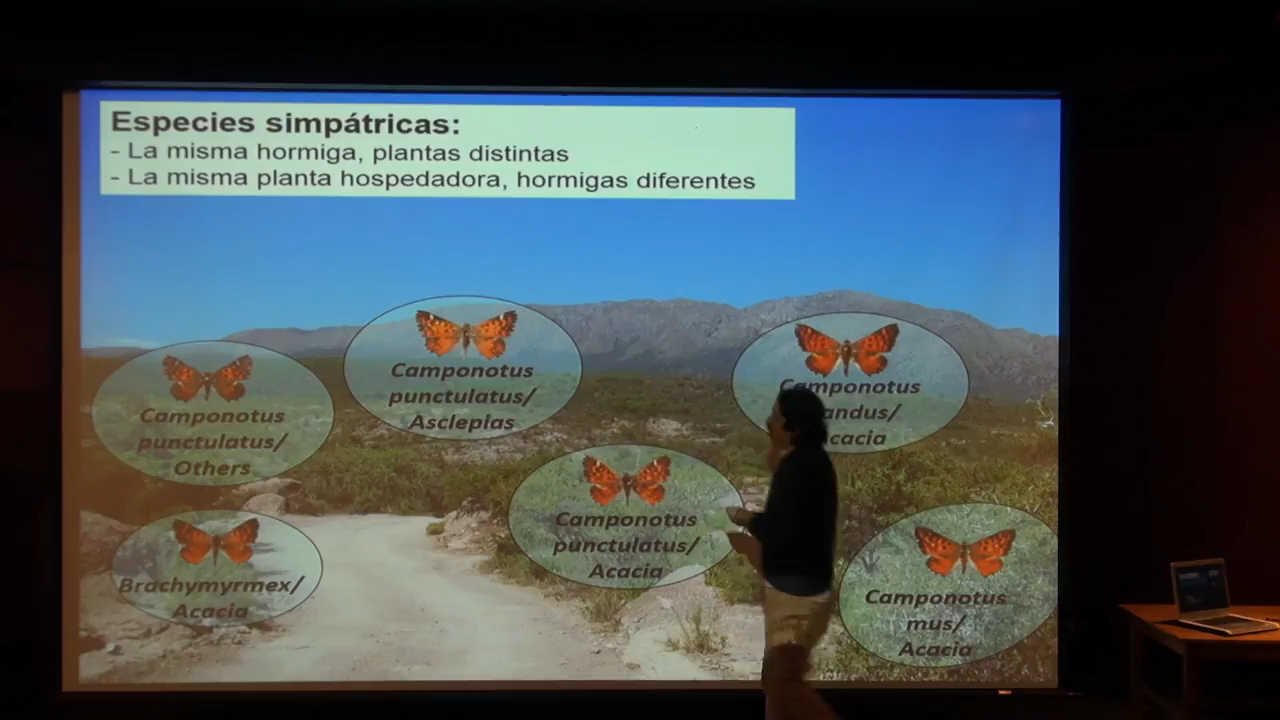 Especies simpátricas:
- La misma hormiga, plantas distintas
- La misma planta hospedadora, hormigas diferentes
Camponotus
punctulatus/
Asclepias
Camponotus
Camponotus
punctulatus/
Others
Camponotus
punctulatus/
Acacia
Brachymyrmex/
Acacia
Camponotus
mus/
Acacia